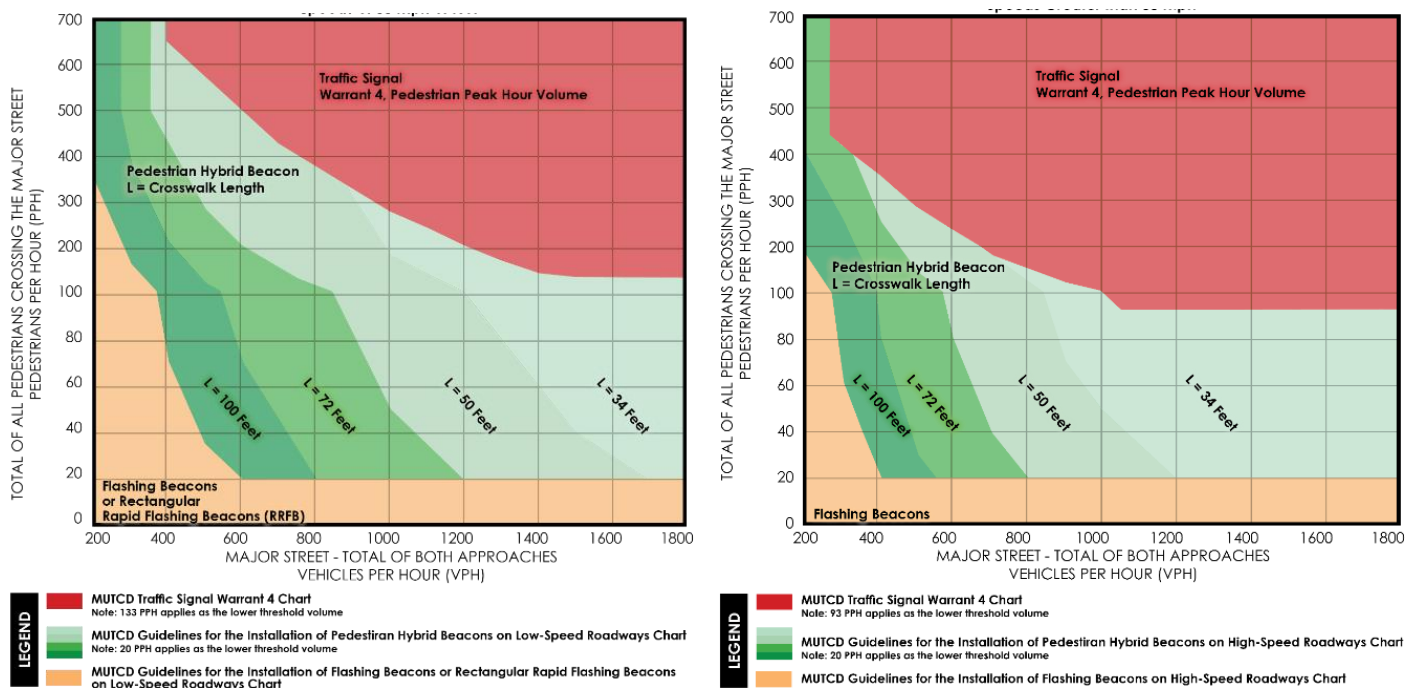 TOTAL OF ALL PEDESTRIANS CROSSING THE MAJOR STREET
PEDESTRIANS PER HOUR (PPH)
700
600
500
400
300
200
100
80
60
40
20
0
Traffic Signal
Warrant 4, Pedestrian Peak Hour Volume
Pedestrian Hybrid Beacon
L = Crosswalk Length
L = 100 Feet
L = 72 Feet
L = 50 Feet
L = 34 Feet
Flashing Beacons
or Rectangular
Rapid Flashing Beacons (RRFB)
200 400 600 800 1000 1200 1400 1600 1800
MAJOR STREET - TOTAL OF BOTH APPROACHES
VEHICLES PER HOUR (VPH)
LEGEND
MUTCD Traffic Signal Warrant 4 Chart
Note: 133 PPH applies as the lower threshold volume
MUTCD Guidelines for the Installation of Pedestiran Hybrid Beacons on Low-Speed Roadways Chart
Note: 20 PPH applies as the lower threshold volume
MUTCD Guidelines for the Installation of Flashing Beacons or Rectangular Rapid Flashing Beacons
on Low-Speed Roadways Chart
TOTAL OF ALL PEDESTRIANS CROSSING THE MAJOR STREET
PEDESTRIANS PER HOUR (PPH)
700
600
500
400
300
200
100
80
60
40
20
0
Traffic Signal
Warrant 4, Pedestrian Peak Hour Volume
Pedestrian Hybrid Beacon
L = Crosswalk Length
L = 100 Feet
L = 72 Feet
L = 50 Feet
L = 34 Feet
Flashing Beacons
200 400 600 800 1000 1200 1400 1600 1800
MAJOR STREET - TOTAL OF BOTH APPROACHES
VEHICLES PER HOUR (VPH)
LEGEND
MUTCD Traffic Signal Warrant 4 Chart
Note: 93 PPH applies as the lower threshold volume
MUTCD Guidelines for the Installation of Pedestiran Hybrid Beacons on High-Speed Roadways Chart
Note: 20 PPH applies as the lower threshold volume
MUTCD Guidelines for the Installation of Flashing Beacons on High-Speed Roadways Chart